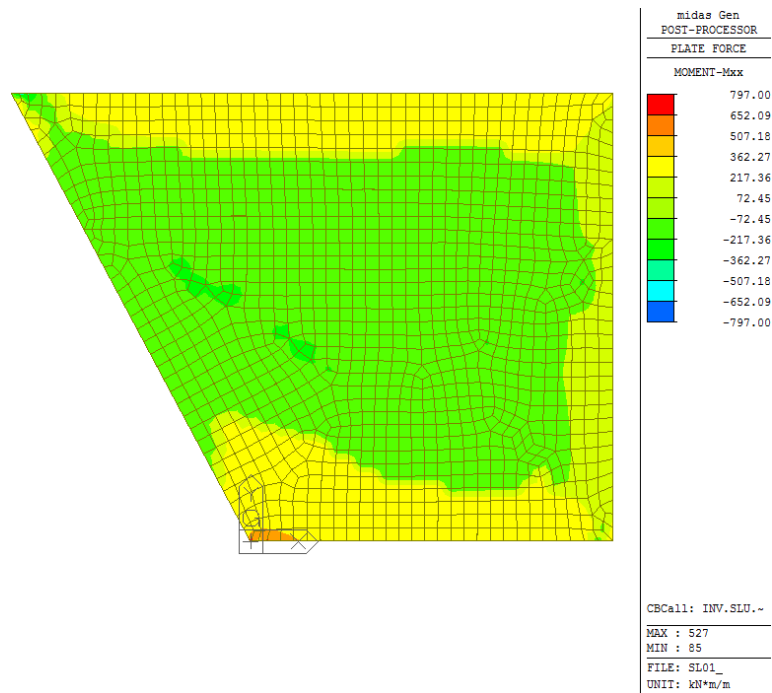 midas Gen
POST-PROCESSOR
PLATE FORCE
MOMENT-Mxx
797.00
652.09
507.18
362.27
217.36
72.45
-72.45
-217.36
-362.27
-507.18
-652.09
-797.00
CBCall: INV.SLU.~
MAX : 527
MIN : 85
FILE: SL01_
UNIT: kN*m/m